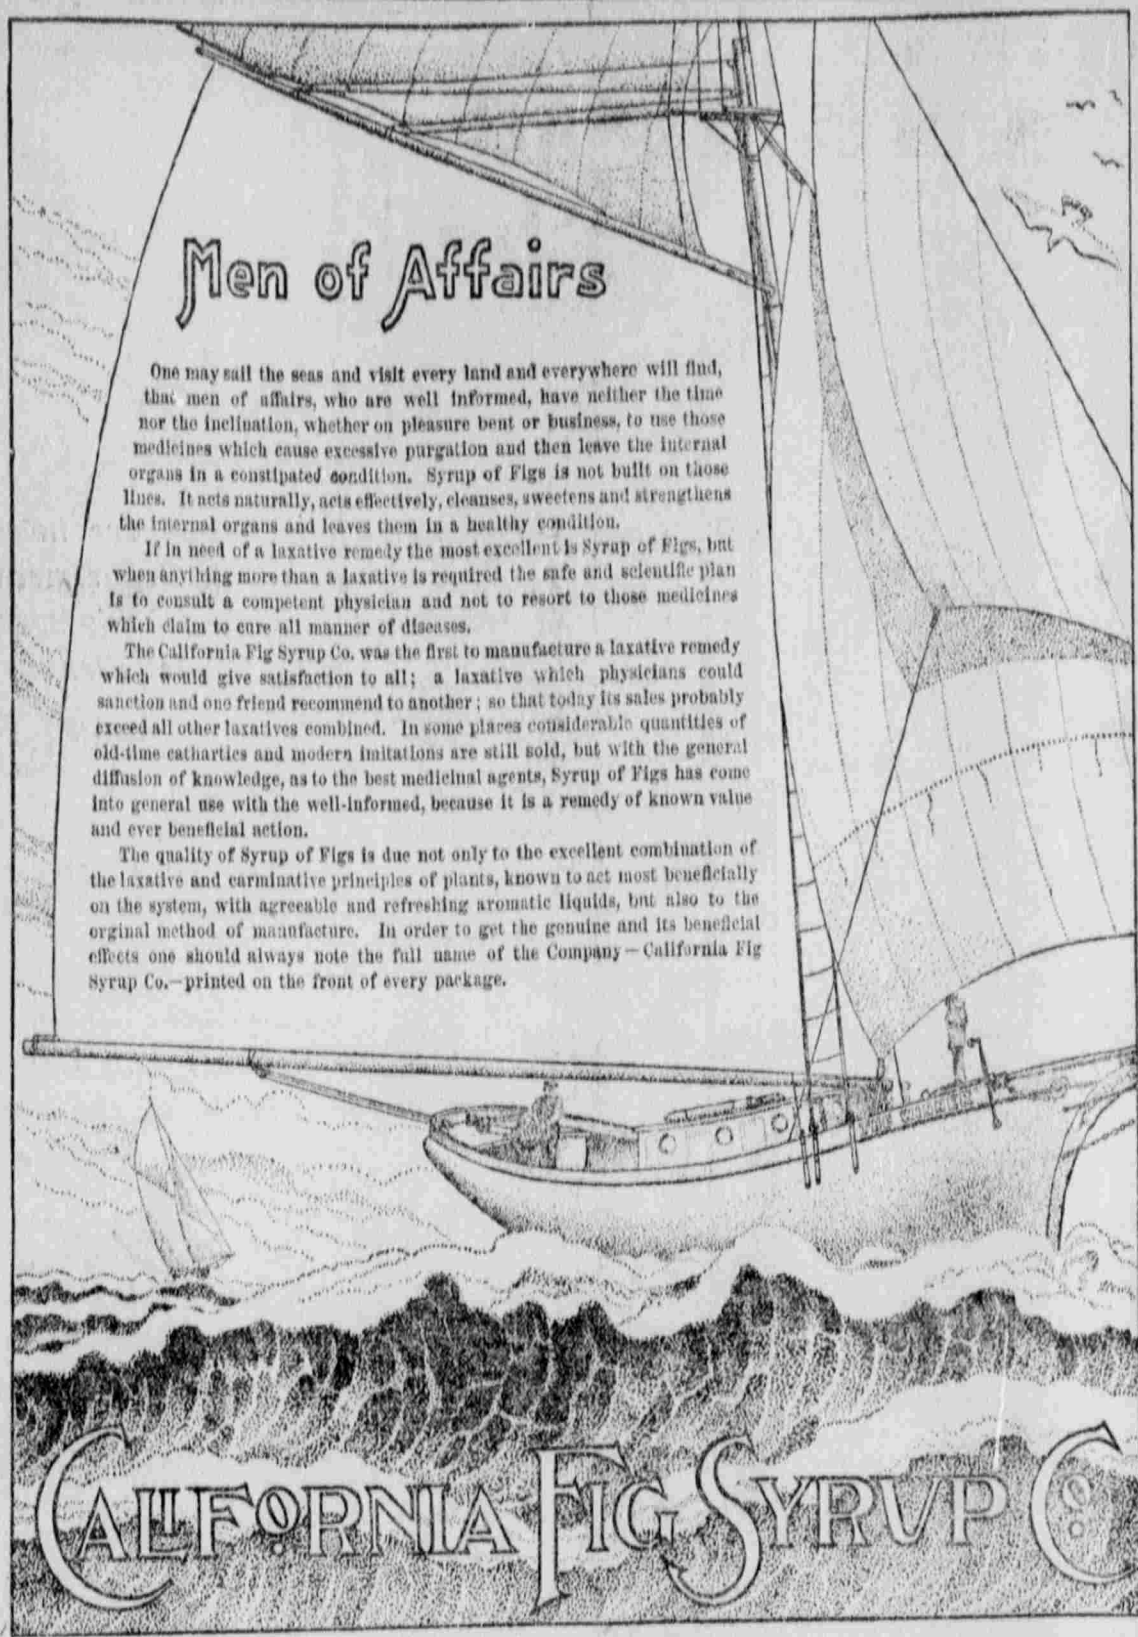 Men of Affairs
One may sail the seas and visit every land and everywhere will find,
that men of affairs, who are well informed, have neither the time
nor the inclination, whether on pleasure bent or business, to use those
medicines which cause excessive purgation and then leave the internal
organs in a constipated condition. Syrup of Figs is not built on those
lines. It acts naturally, acts effectively, cleanses, sweetens and strengthens
the internal organs and leaves them in a healthy condition.
If in need of a laxative remedy the most excellent is Syrup of Figs, but
when anything more than a laxative is required the safe and scientific plan
is to consult a competent physician and not to resort to those medicines
which claim to cure all manner of diseases.
The California Fig Syrup Co. was the first to manufacture a laxative remedy
which would give satisfaction to all; a laxative which physicians could
sanction and one friend recommend to another; so that today its sales probably
exceed all other laxatives combined. In some places considerable quantities of
old-time cathartics and modern imitations are still sold, but with the general
diffusion of knowledge, as to the best medicinal agents, Syrup of Figs has come
into general use with the well-informed, because it is a remedy of known value
and ever beneficial action.
The quality of Syrup of Figs is due not only to the excellent combination of
the laxative and carminative principles of plants, known to act most beneficially
on the system, with agreeable and refreshing aromatic liquids, but also to the
orginal method of manufacture. In order to get the genuine and its beneficial
effects one should always note the full name of the Company—California Fig
Syrup Co.—printed on the front of every package.
CALIFORNIA FIG SYRUP CO